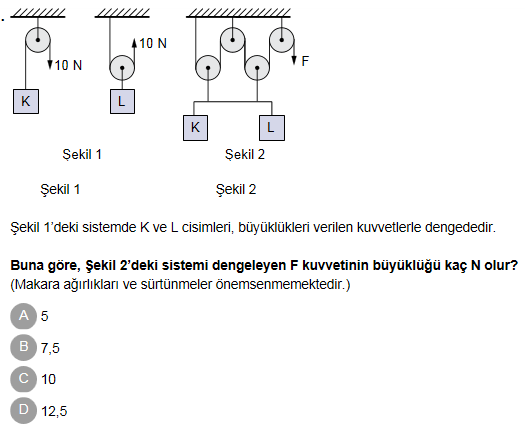 10 N
10 N
F
K
L
K
L
Şekil 1
Şekil 2
Şekil 1
Şekil 2
Şekil 1'deki sistemde K ve L cisimleri, büyüklükleri verilen kuvvetlerle dengededir.
Buna göre, Şekil 2'deki sistemi dengeleyen F kuvvetinin büyüklüğü kaç N olur?
(Makara ağırlıkları ve sürtünmeler önemsenmemektedir.)
A 5
B 7,5
C 10
D 12,5